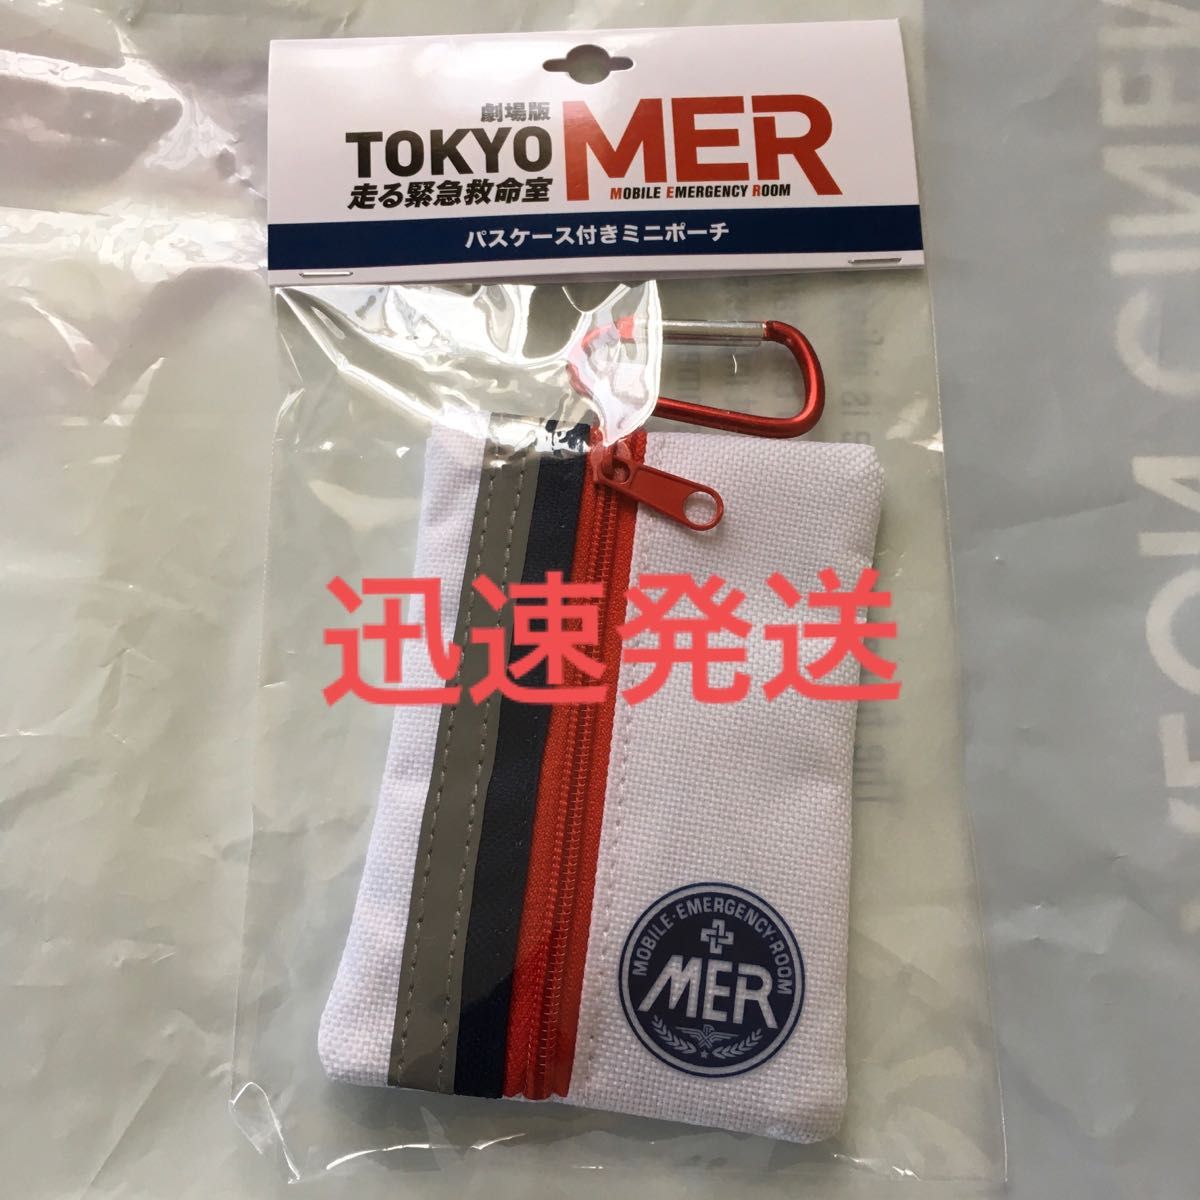 劇場版
TOKYO MER
走る緊急救命室
MOBILE EMERGENCY ROOM
パスケース付きミニポーチ
迅速発送
MOBILE・EMERGENCY・ROOM
MER